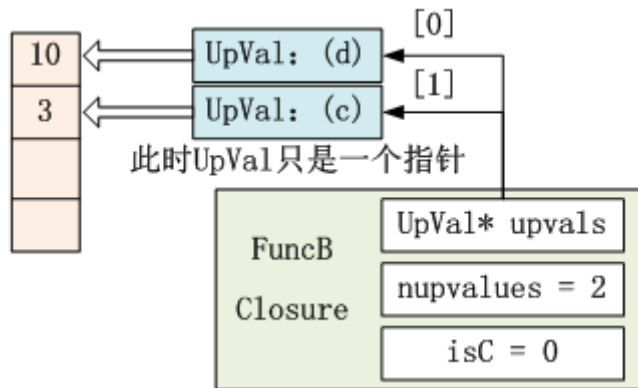 [0]
10
UpVal: (d)
[1]
3
UpVal: (c)
此时UpVal只是一个指针
UpVal* upvals
FuncB
Closure
nupvalues = 2
isC = 0